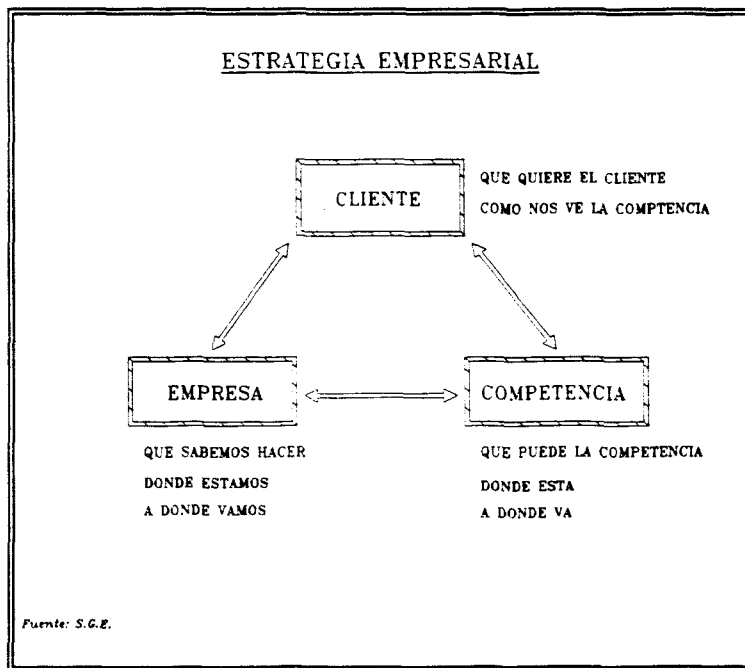 ESTRATEGIA EMPRESARIAL
CLIENTE
QUE QUIERE EL CLIENTE
COMO NOS VE LA COMPTENCIA
EMPRESA
QUE SABEMOS HACER
DONDE ESTAMOS
A DONDE VAMOS
COMPETENCIA
QUE PUEDE LA COMPETENCIA
DONDE ESTA
A DONDE VA
Fuente: S.G.E.